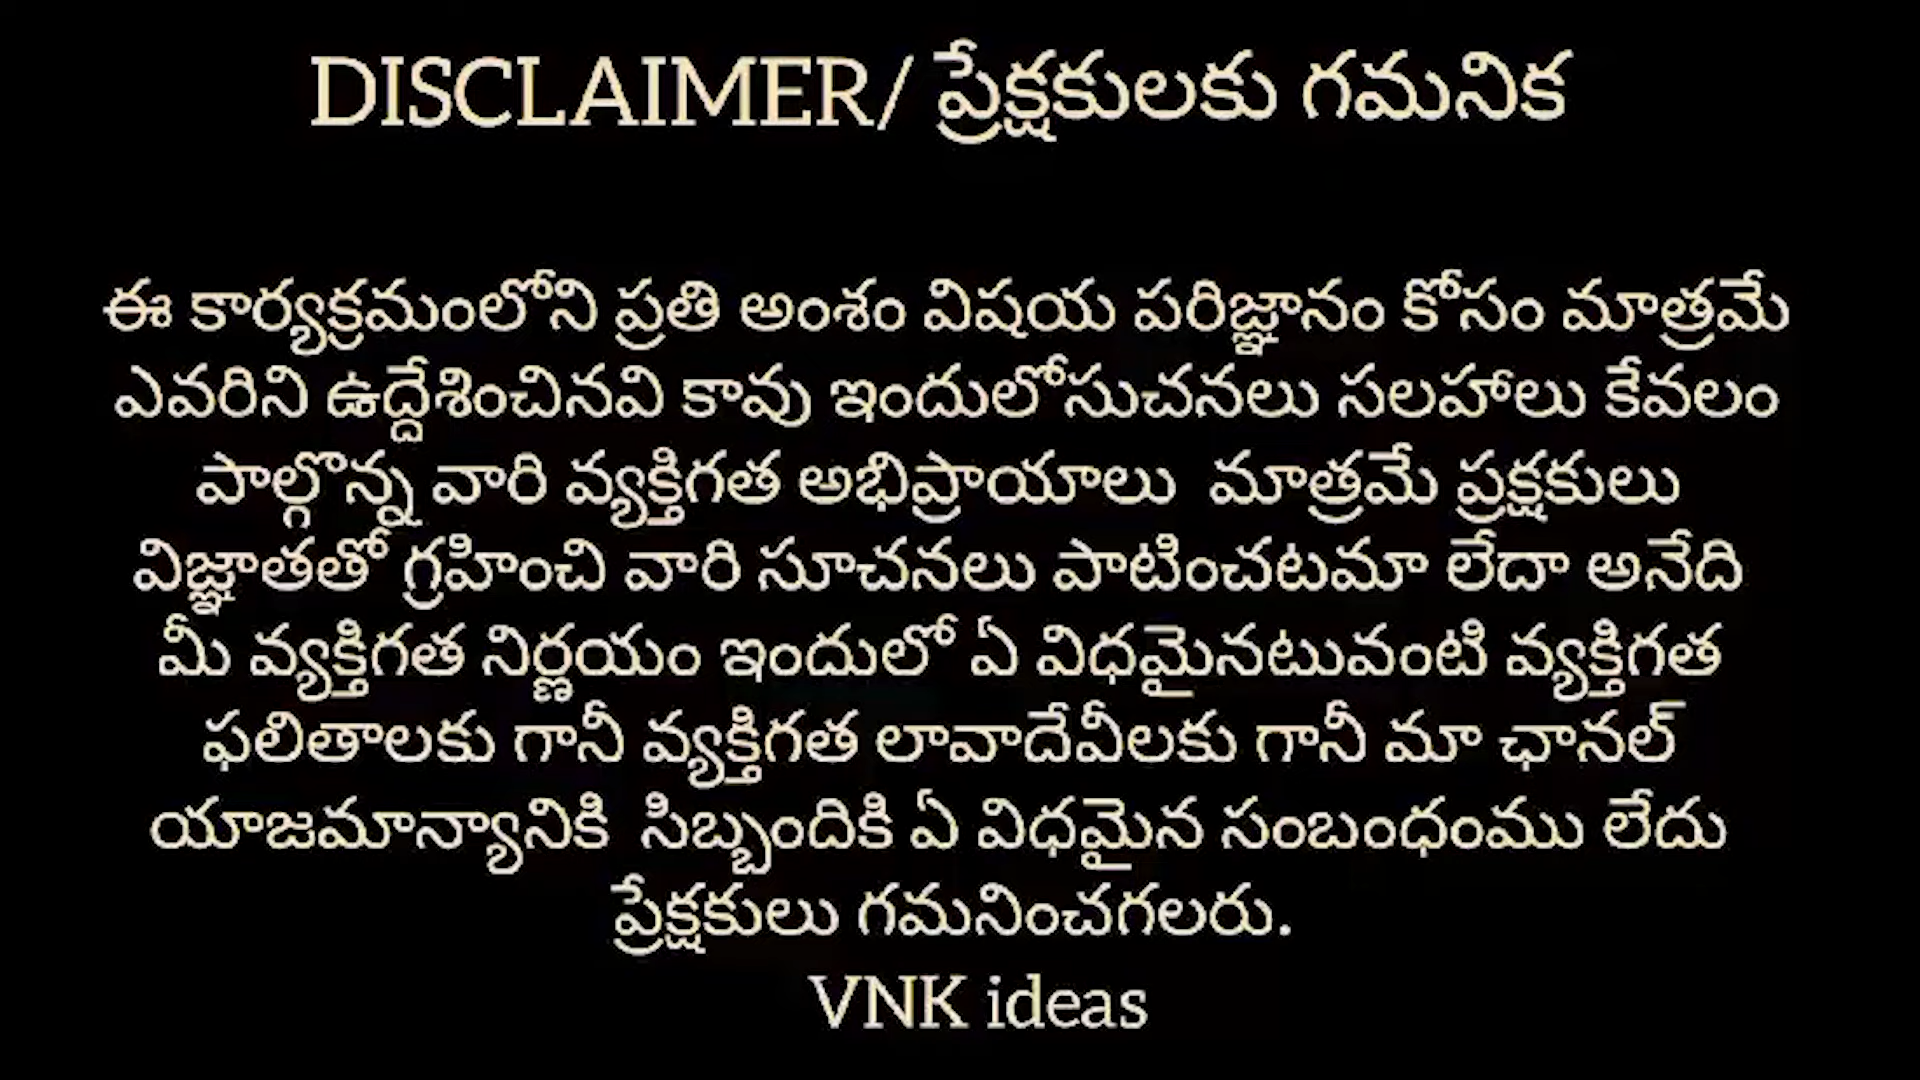 DISCLAIMER/ ప్రేక్షకులకు గమనిక
ఈ కార్యక్రమంలోని ప్రతి అంశం విషయ పరిజ్ఞానం కోసం మాత్రమే
ఎవరిని ఉద్దేశించినవి కావు ఇందులోసుచనలు సలహాలు కేవలం
పాల్గొన్న వారి వ్యక్తిగత అభిప్రాయాలు మాత్రమే ప్రక్షకులు
విజ్ఞాతతో గ్రహించి వారి సూచనలు పాటించటమా లేదా అనేది
మీ వ్యక్తిగత నిర్ణయం ఇందులో ఏ విధమైనటువంటి వ్యక్తిగత
ఫలితాలకు గానీ వ్యక్తిగత లావాదేవీలకు గానీ మా ఛానల్
యాజమాన్యానికి సిబ్బందికి ఏ విధమైన సంబంధంము లేదు
ప్రేక్షకులు గమనించగలరు.
VNK ideas